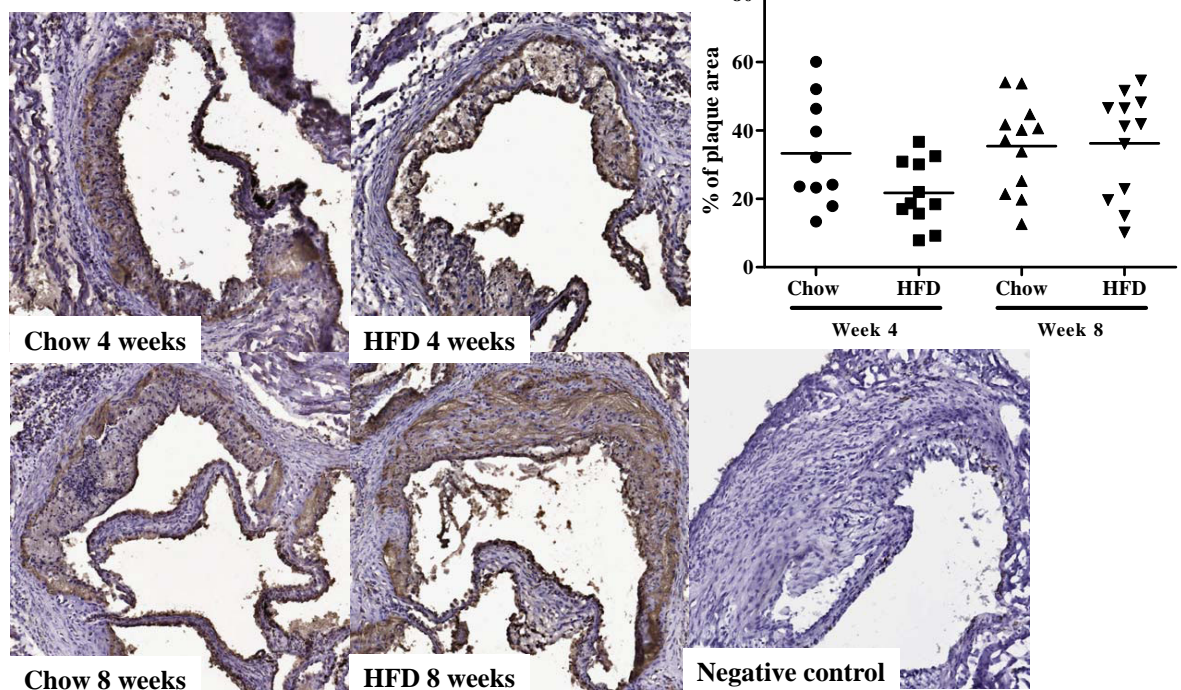 % of plaque area
60
40
20
0
Chow HFD Chow HFD
Week 4 Week 8
Chow 4 weeks
HFD 4 weeks
Chow 8 weeks
HFD 8 weeks
Negative control